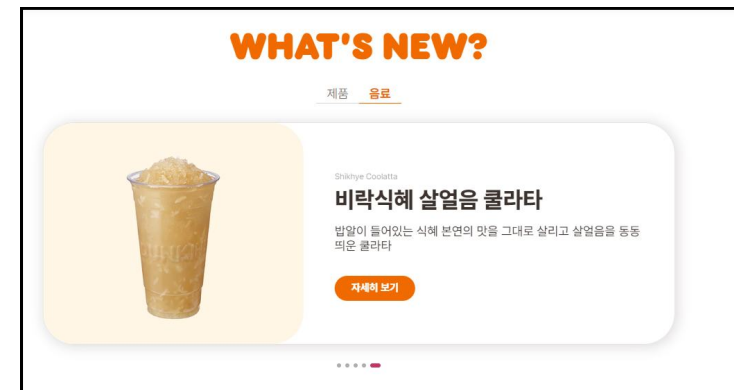 WHAT'S NEW?
제품 음료
Shikhye Coolatta
비락식혜 살얼음 쿨라타
밥알이 들어있는 식혜 본연의 맛을 그대로 살리고 살얼음을 동동
띄운 쿨라타
자세히 보기